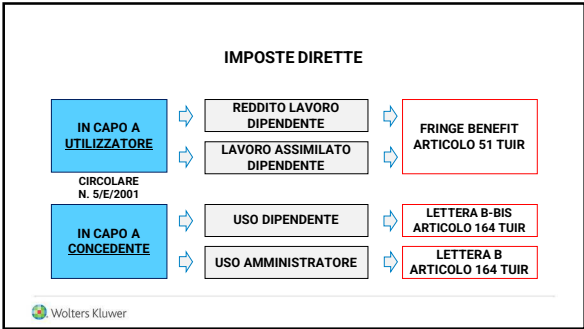 IMPOSTE DIRETTE
IN CAPO A
UTILIZZATORE
REDDITO LAVORO
DIPENDENTE
LAVORO ASSIMILATO
DIPENDENTE
FRINGE BENEFIT
ARTICOLO 51 TUIR
CIRCOLARE
N. 5/E/2001
IN CAPO A
CONCEDENTE
USO DIPENDENTE
LETTERA B-BIS
ARTICOLO 164 TUIR
USO AMMINISTRATORE
LETTERA B
ARTICOLO 164 TUIR
Wolters Kluwer